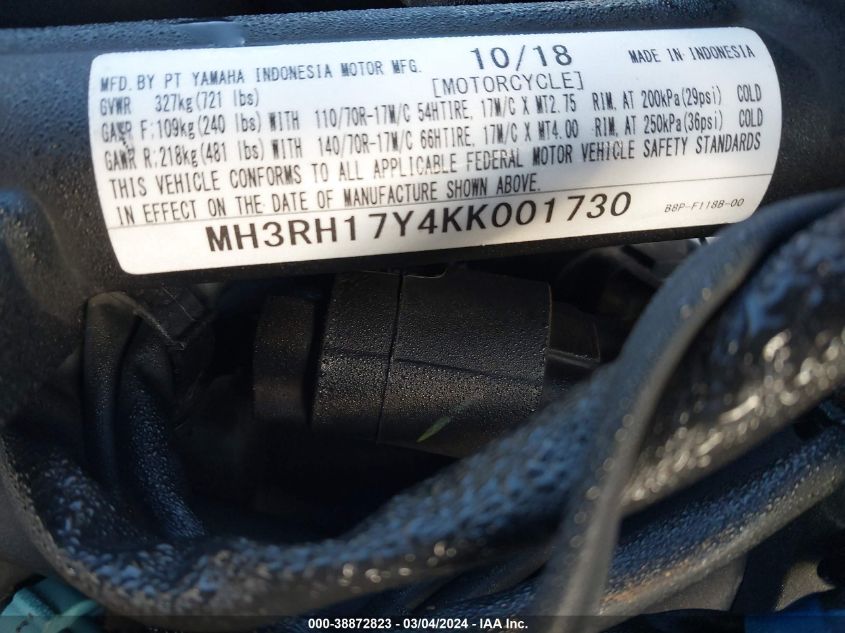 MFD. BY PT YAMAHA INDONESIA MOTOR MFG. 10/18 MADE IN INDONESIA
[MOTORCYCLE]
GVWR 327kg(721 lbs)
GAWR F:109kg(240 lbs) WITH 110/70R-17M/C 54HTIRE, 17M/C X MT2.75 RIM, AT 200kPa(29psi) COLD
GAWR R:218kg(481 lbs) WITH 140/70R-17M/C 66HTIRE, 17M/C X MT4.00 RIM, AT 250kPa(36psi) COLD
THIS VEHICLE CONFORMS TO ALL APPLICABLE FEDERAL MOTOR VEHICLE SAFETY STANDARDS
IN EFFECT ON THE DATE OF MANUFACTURE SHOWN ABOVE.
MH3RH17Y4KK001730 B8P-F118B-00
000-38872823 - 03/04/2024 - IAA Inc.